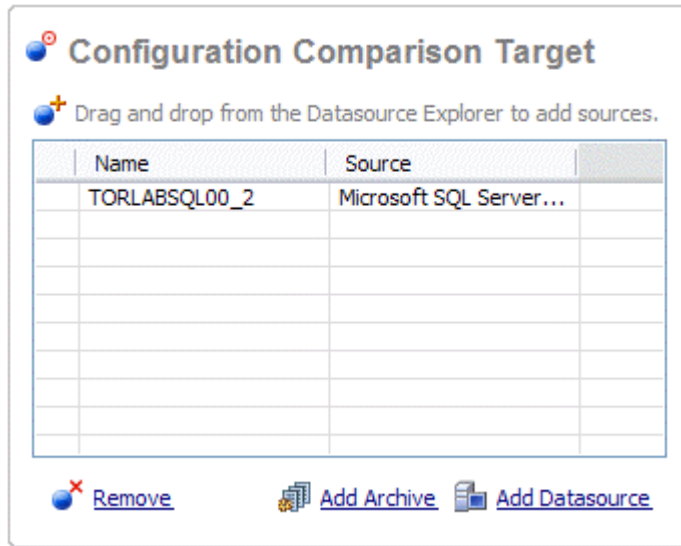 Configuration Comparison Target
Drag and drop from the Datasource Explorer to add sources.
Name Source
TORLABSQL00_2 Microsoft SQL Server...
Remove Add Archive Add Datasource